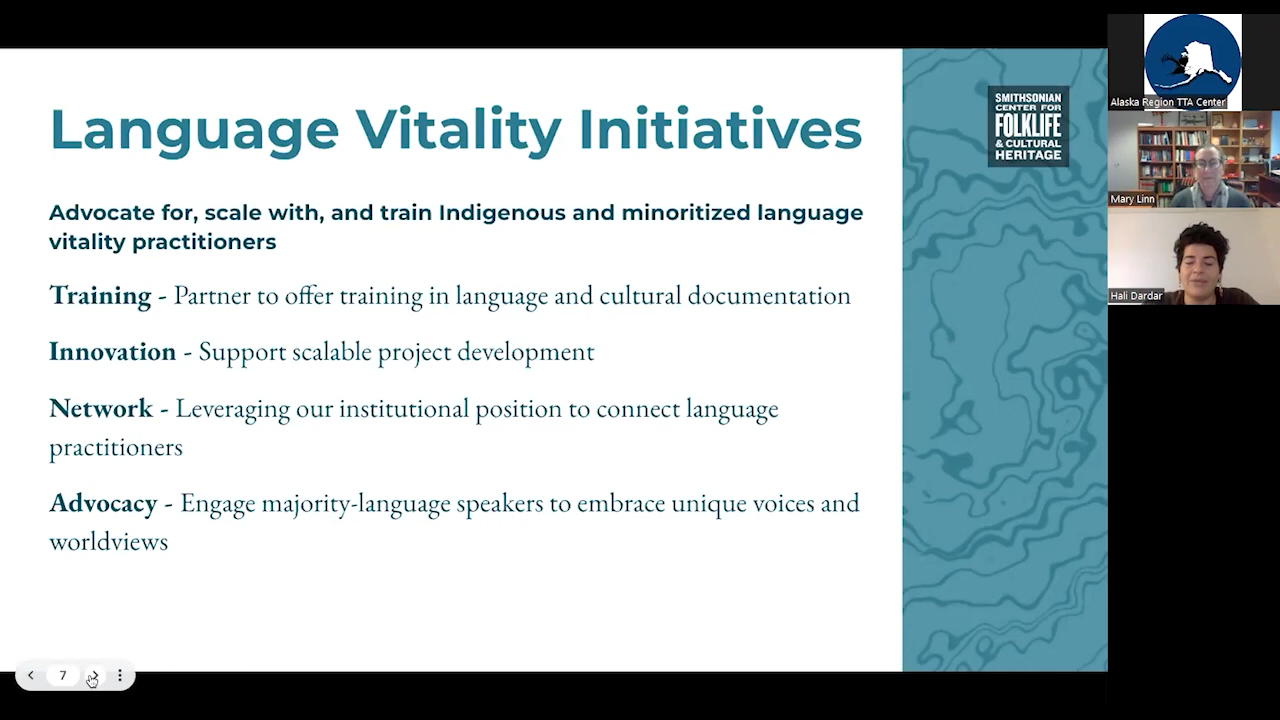 Language Vitality Initiatives
Advocate for, scale with, and train Indigenous and minoritized language
vitality practitioners
Training - Partner to offer training in language and cultural documentation
Innovation - Support scalable project development
Network - Leveraging our institutional position to connect language
practitioners
Advocacy - Engage majority-language speakers to embrace unique voices and
worldviews
SMITHSONIAN
CENTER FOR
FOLKLIFE
& CULTURAL
HERITAGE
Alaska Region TTA Center
Mary Linn
Hali Dardar
7